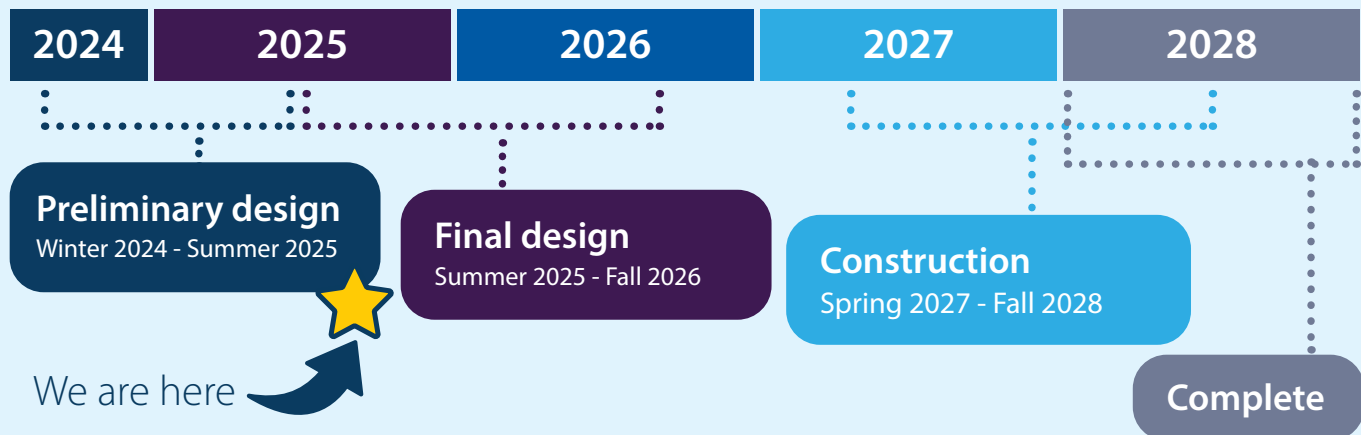 2024 2025 2026 2027 2028
Preliminary design
Winter 2024 - Summer 2025
Final design
Summer 2025 - Fall 2026
Construction
Spring 2027 - Fall 2028
Complete
We are here